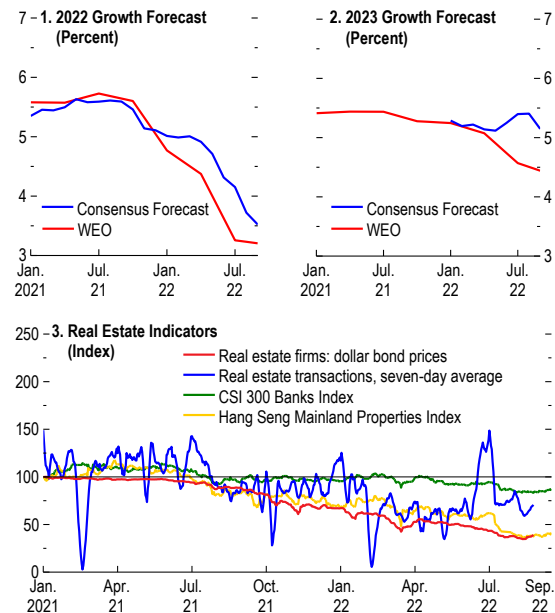 1. 2022 Growth Forecast
(Percent)
7
6
5
4
3
Consensus Forecast
WEO
Jan.
2021
Jul.
21
Jan.
22
Jul.
22
2. 2023 Growth Forecast
(Percent)
7
6
5
4
3
Consensus Forecast
WEO
Jan.
2021
Jul.
21
Jan.
22
Jul.
22
3. Real Estate Indicators
(Index)
250
200
150
100
50
0
Real estate firms: dollar bond prices
Real estate transactions, seven-day average
CSI 300 Banks Index
Hang Seng Mainland Properties Index
Jan.
2021
Apr.
21
Jul.
21
Oct.
21
Jan.
22
Apr.
22
Jul.
22
Sep.
22